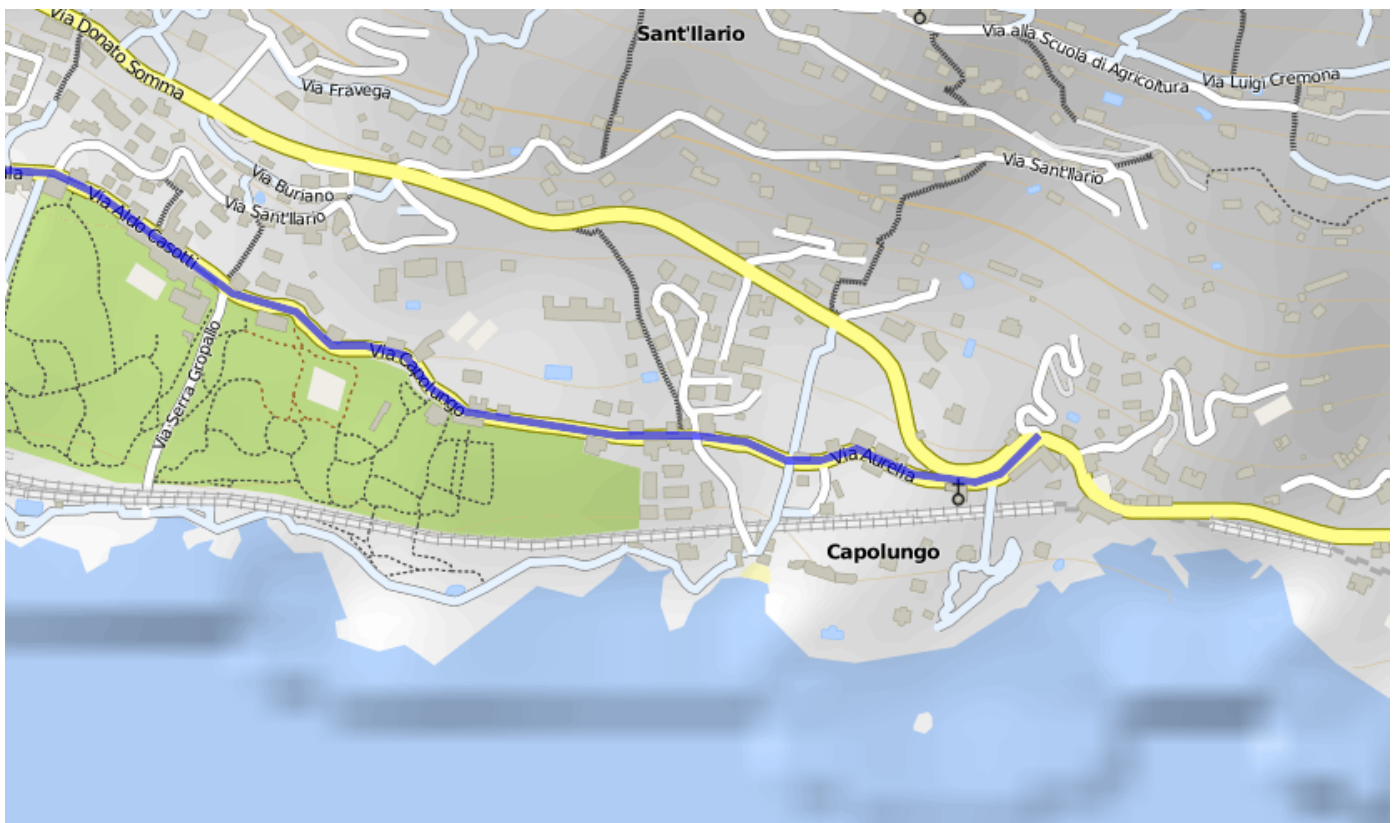 Sant'Ilario
Via Donato Somma
Via alla Scuola di Agricoltura
Via Luigi Cremona
Via Fravega
Via Sant'Ilario
Via Buriano
Via Sant'Ilario
Via Aldo Casotti
Via Serra Gropallo
Via Capolungo
Via Aurelia
Capolungo